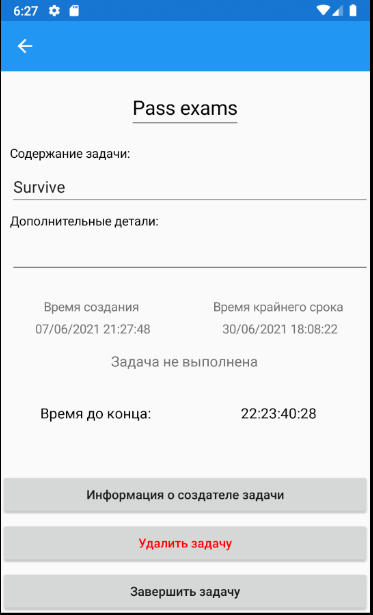 6:27
Pass exams
Содержание задачи:
Survive
Дополнительные детали:
Время создания
Время крайнего срока
07/06/2021 21:27:48
30/06/2021 18:08:22
Задача не выполнена
Время до конца:
22:23:40:28
Информация о создателе задачи
Удалить задачу
Завершить задачу